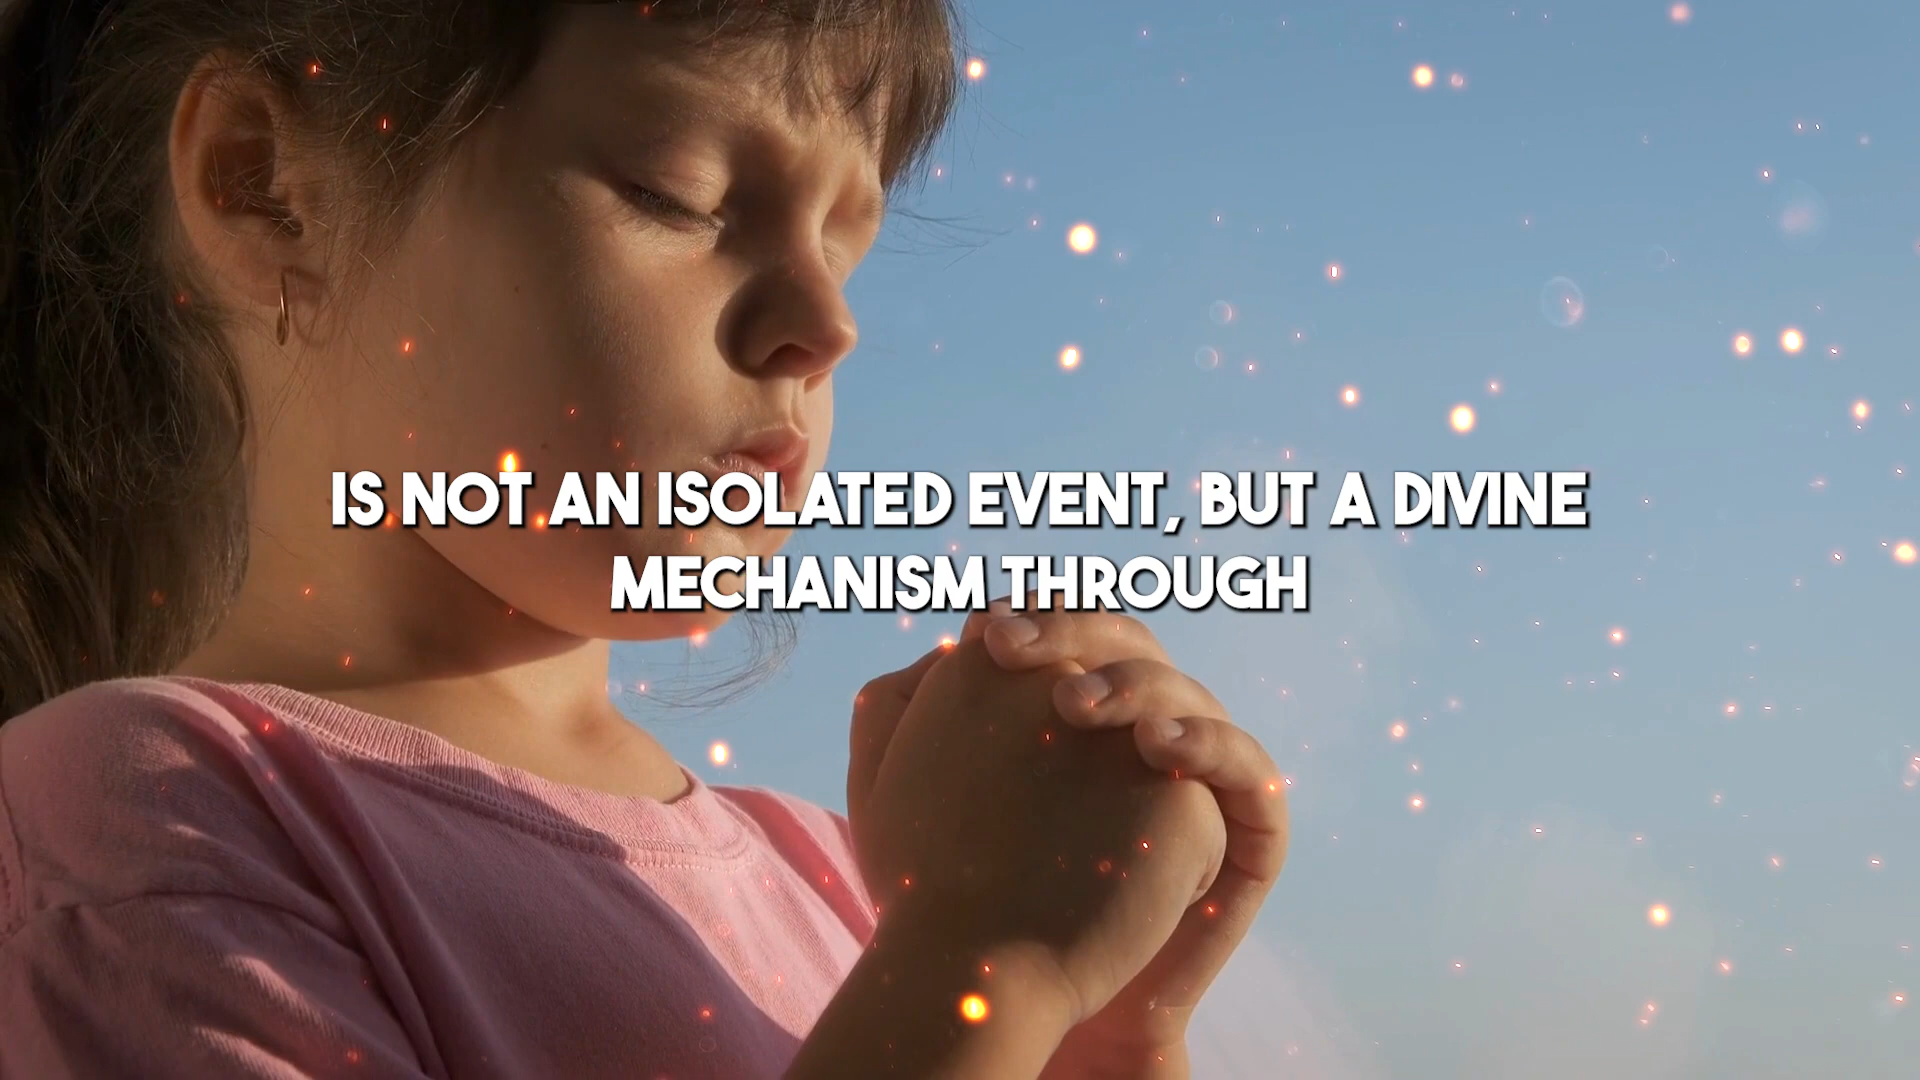 IS NOT AN ISOLATED EVENT, BUT A DIVINE
MECHANISM THROUGH